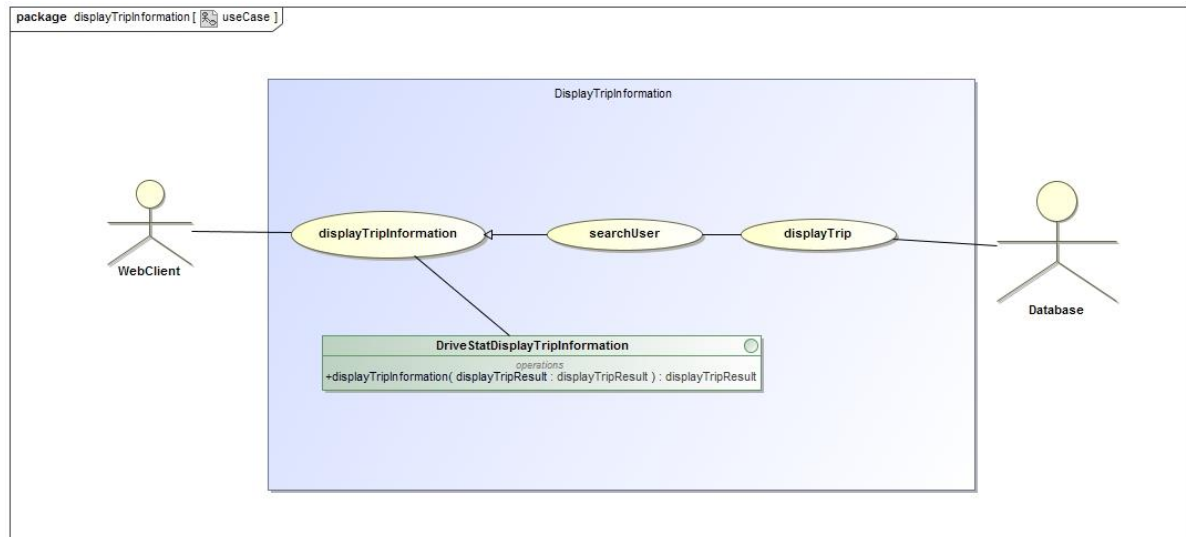 package displayTripInformation [ useCase ]
DisplayTripInformation
displayTripInformation
searchUser
displayTrip
WebClient
Database
DriveStatDisplayTripInformation
operations
+displayTripInformation( displayTripResult : displayTripResult ) : displayTripResult